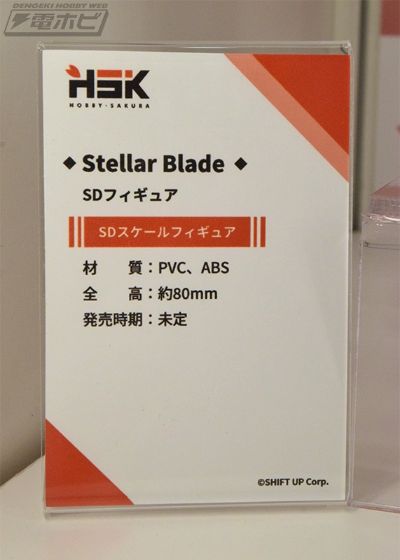 DENGEKI HOBBY WEB
電ホビ
HSK
HOBBY・SAKURA
◆ Stellar Blade ◆
SDフィギュア
SDスケールフィギュア
材　質：PVC、ABS
全　高：約80mm
発売時期：未定
©SHIFT UP Corp.